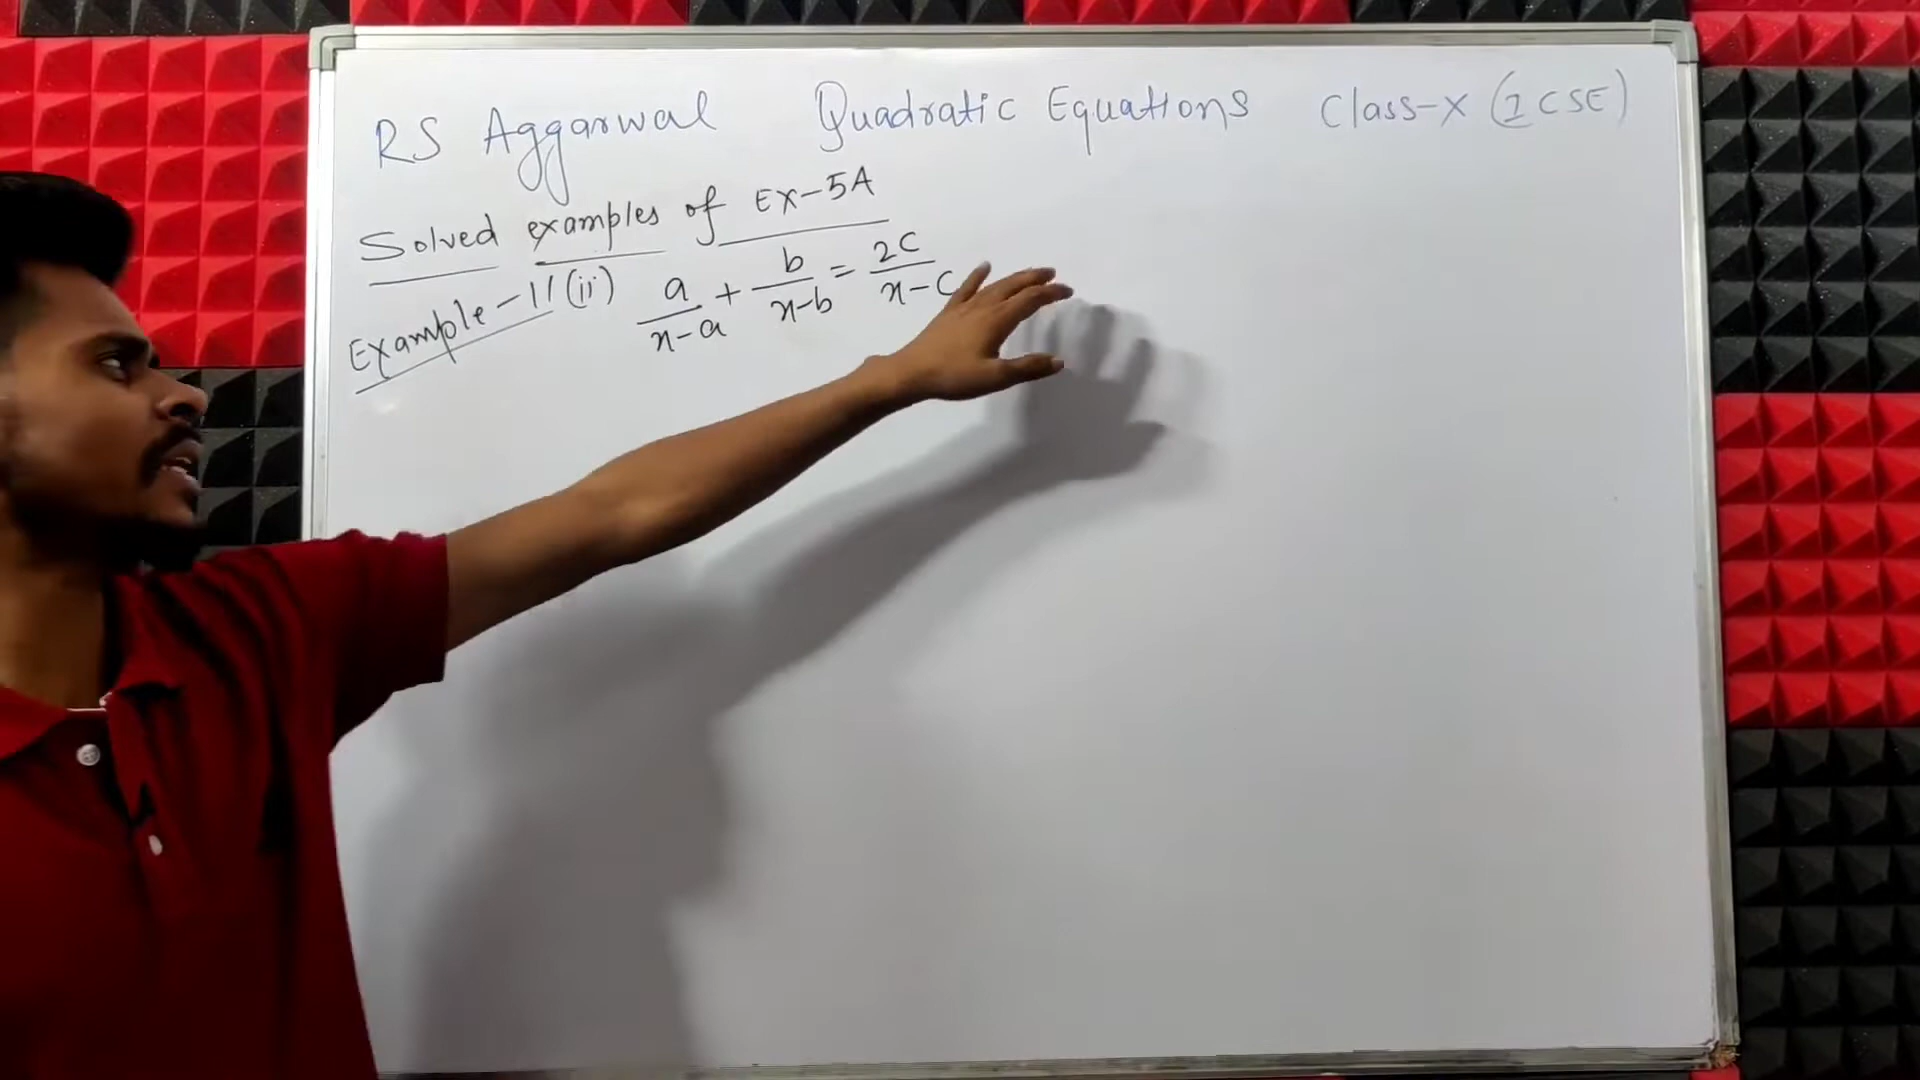 RS Aggarwal Quadratic Equations Class-X (ICSE)
Solved examples of EX-5A
Example-11(ii) a/x-a + b/x-b = 2c/x-c